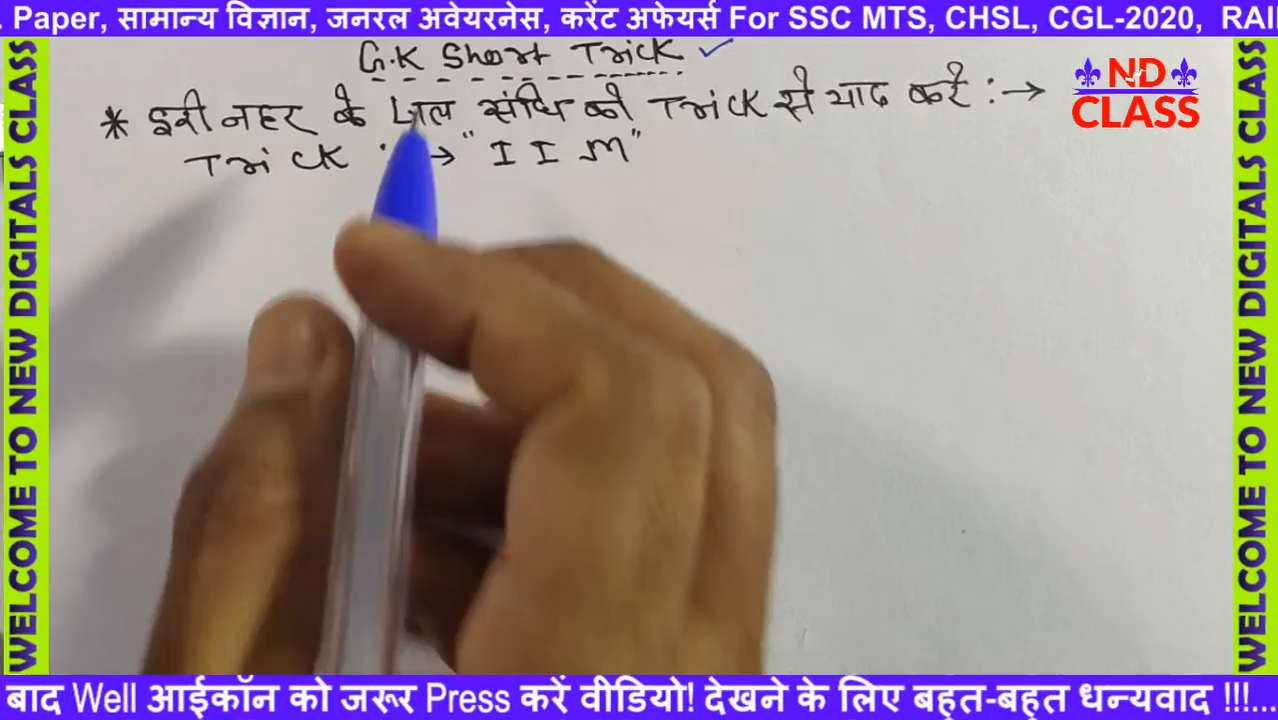 . Paper, सामान्य विज्ञान, जनरल अवेयरनेस, करेंट अफेयर्स For SSC MTS, CHSL, CGL-2020, RAI
G.K Short Trick ✓
ND CLASS
* इरी नहर के जल संधि को Trick से याद करें :→
Trick :→ "I I M"
WELCOME TO NEW DIGITALS CLASS
WELCOME TO NEW DIGITALS CLASS
बाद Well आईकॉन को जरूर Press करें वीडियो! देखने के लिए बहुत-बहुत धन्यवाद !!!...